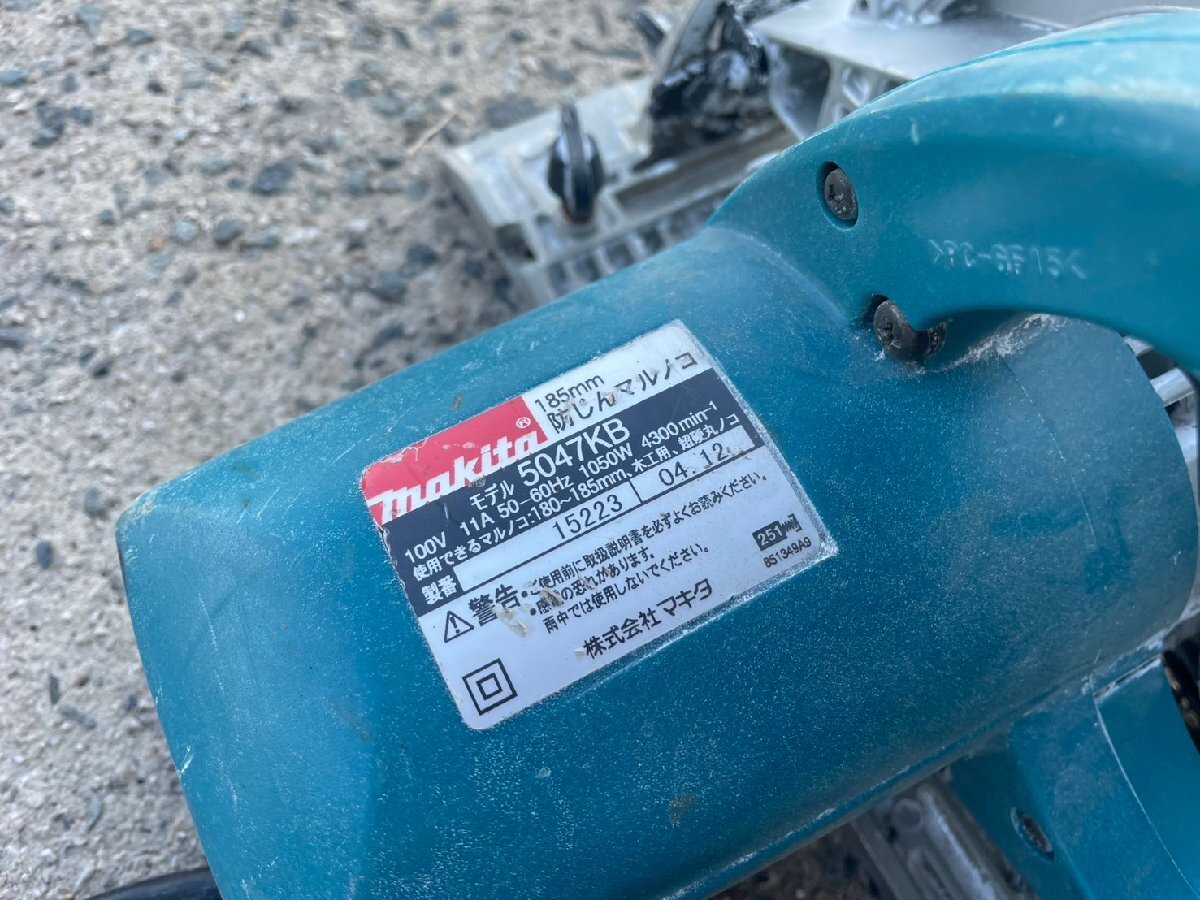 >PC-GF15<
makita®
185mm
防じんマルノコ
モデル 5047KB
100V 11A 50-60Hz 1050W 4300min⁻¹
使用できるマルノコ:180~185mm、木工用、超硬丸ノコ
製番 15223 04.12.
⚠警告・ご使用前に取扱説明書を必ずよくお読みください。
・感電の恐れがあります。
雨中では使用しないでください。
株式会社マキタ
251mm
851349A9